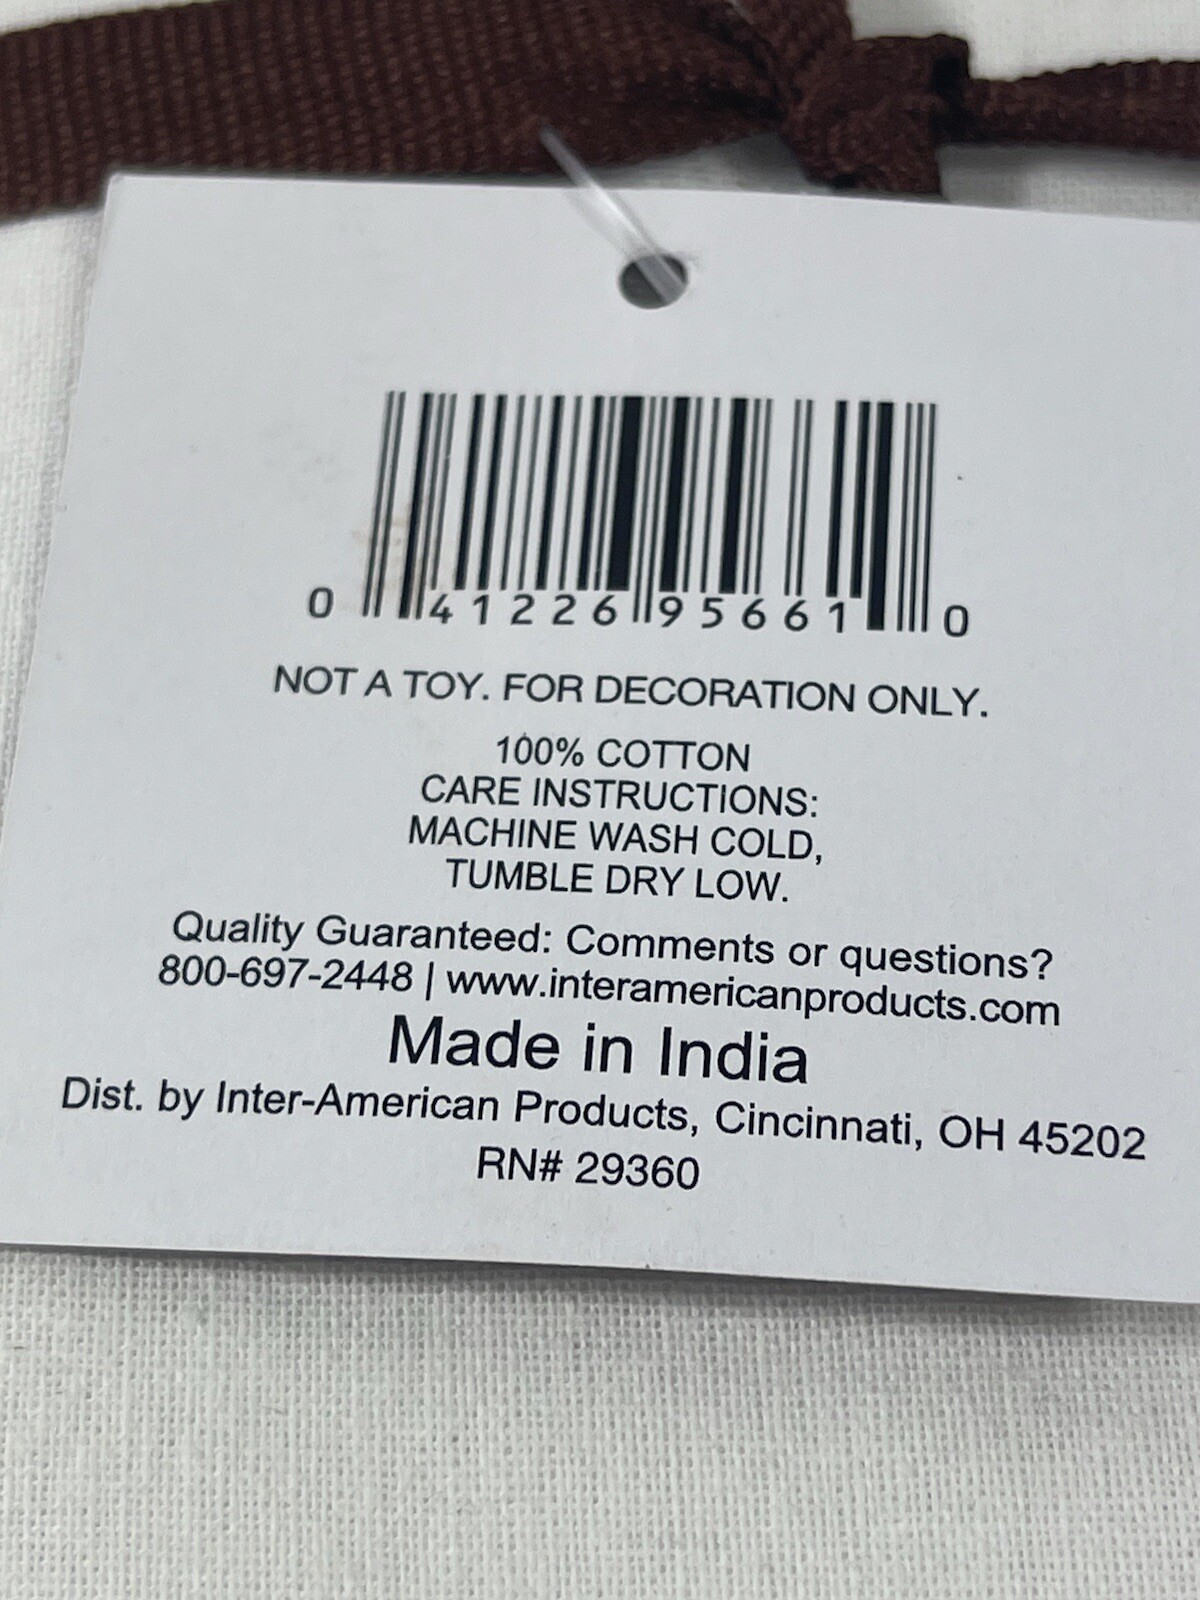 0 41226 95661 0
NOT A TOY. FOR DECORATION ONLY.
100% COTTON
CARE INSTRUCTIONS:
MACHINE WASH COLD,
TUMBLE DRY LOW.
Quality Guaranteed: Comments or questions?
800-697-2448 | www.interamericanproducts.com
Made in India
Dist. by Inter-American Products, Cincinnati, OH 45202
RN# 29360